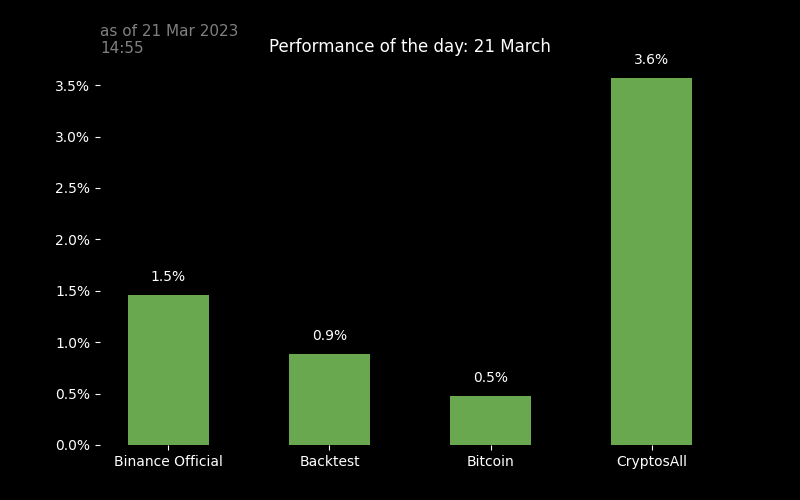 as of 21 Mar 2023
14:55
Performance of the day: 21 March
3.6%
3.5%
3.0%
2.5%
2.0%
1.5%
1.5%
1.0%
0.9%
0.5%
0.5%
0.0%
Binance Official
Backtest
Bitcoin
CryptosAll